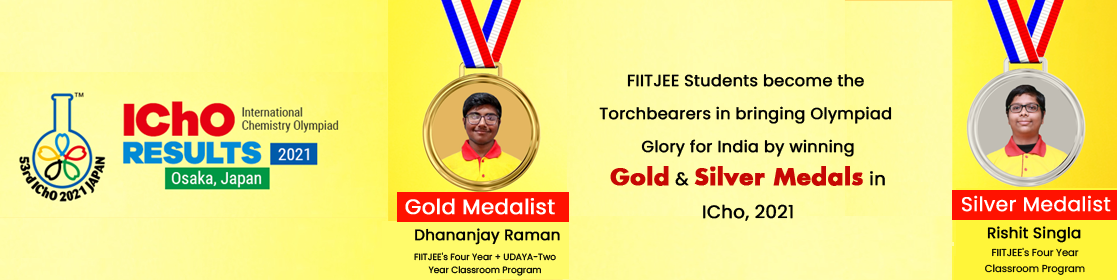 53rd IChO 2021 JAPAN
TM
IChO
International
Chemistry Olympiad
RESULTS
2021
Osaka, Japan
Gold Medalist
Dhananjay Raman
FIITJEE's Four Year + UDAYA-Two
Year Classroom Program
FIITJEE Students become the
Torchbearers in bringing Olympiad
Glory for India by winning
Gold & Silver Medals in
ICho, 2021
Silver Medalist
Rishit Singla
FIITJEE's Four Year
Classroom Program